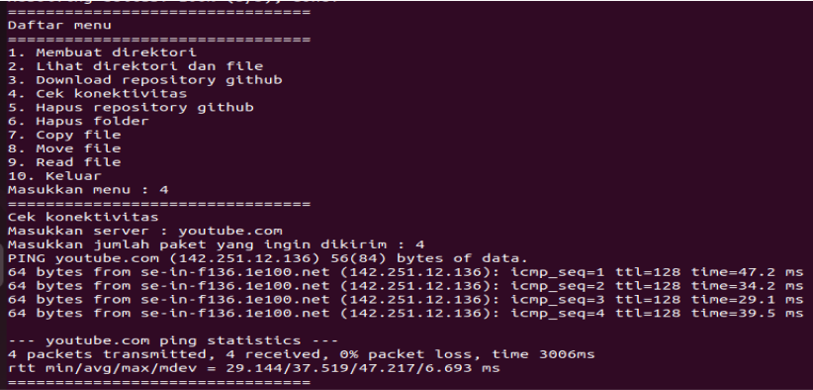 ================================
Daftar menu
================================
1. Membuat direktori
2. Lihat direktori dan file
3. Download repository github
4. Cek konektivitas
5. Hapus repository github
6. Hapus folder
7. Copy file
8. Move file
9. Read file
10. Keluar
Masukkan menu : 4
================================
Cek konektivitas
Masukkan server : youtube.com
Masukkan jumlah paket yang ingin dikirim : 4
PING youtube.com (142.251.12.136) 56(84) bytes of data.
64 bytes from se-in-f136.1e100.net (142.251.12.136): icmp_seq=1 ttl=128 time=47.2 ms
64 bytes from se-in-f136.1e100.net (142.251.12.136): icmp_seq=2 ttl=128 time=34.2 ms
64 bytes from se-in-f136.1e100.net (142.251.12.136): icmp_seq=3 ttl=128 time=29.1 ms
64 bytes from se-in-f136.1e100.net (142.251.12.136): icmp_seq=4 ttl=128 time=39.5 ms

--- youtube.com ping statistics ---
4 packets transmitted, 4 received, 0% packet loss, time 3006ms
rtt min/avg/max/mdev = 29.144/37.519/47.217/6.693 ms
================================